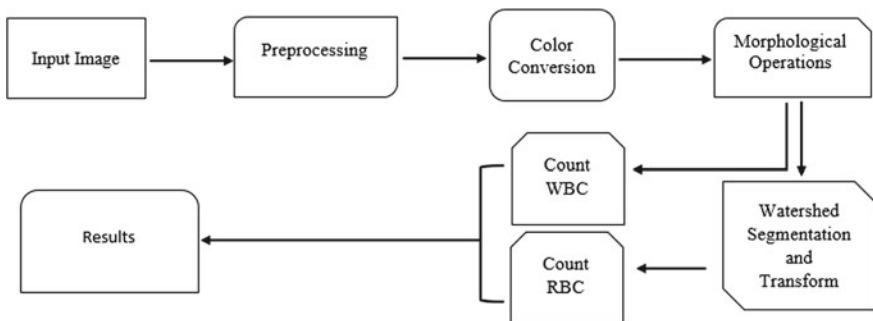 Input Image
Preprocessing
Color
Conversion
Morphological
Operations
Count
WBC
Watershed
Segmentation
and
Transform
Count
RBC
Results